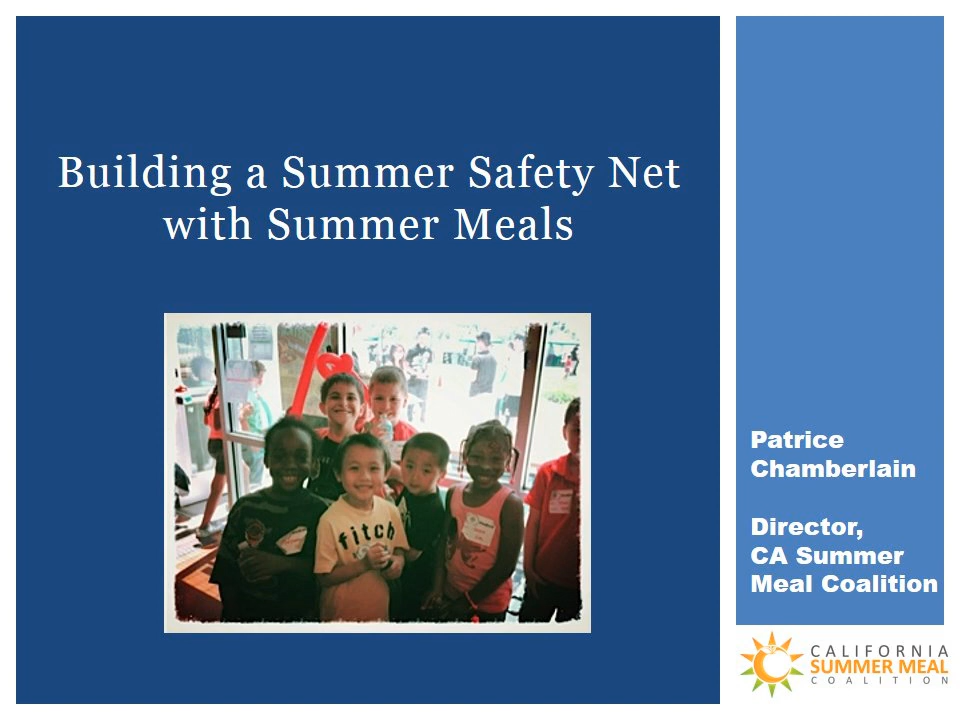 Building a Summer Safety Net
with Summer Meals
fitch
Patrice
Chamberlain
Director,
CA Summer
Meal Coalition
CALIFORNIA
SUMMER MEAL
COALITION